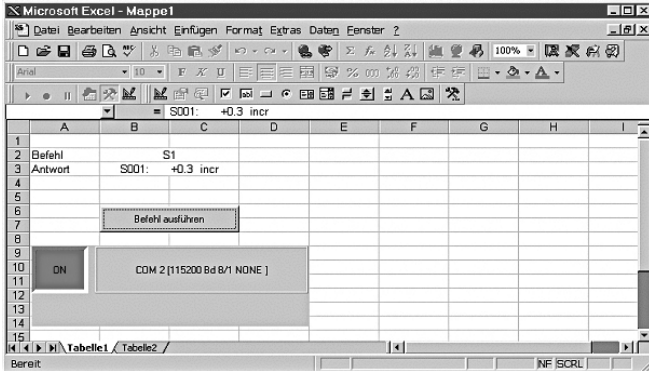 Microsoft Excel - Mappe1
Datei Bearbeiten Ansicht Einfügen Format Extras Daten Fenster ?
100%
Arial 10 F K U % 000
= S001: +0.3 incr
A B C D E F G H I
1
2 Befehl S1
3 Antwort S001: +0.3 incr
4
5
6
Befehl ausführen
7
8
9
10 ON COM 2 [115200 Bd 8/1 NONE ]
11
12
13
14
15
Tabelle1 Tabelle2
Bereit NF SCRL